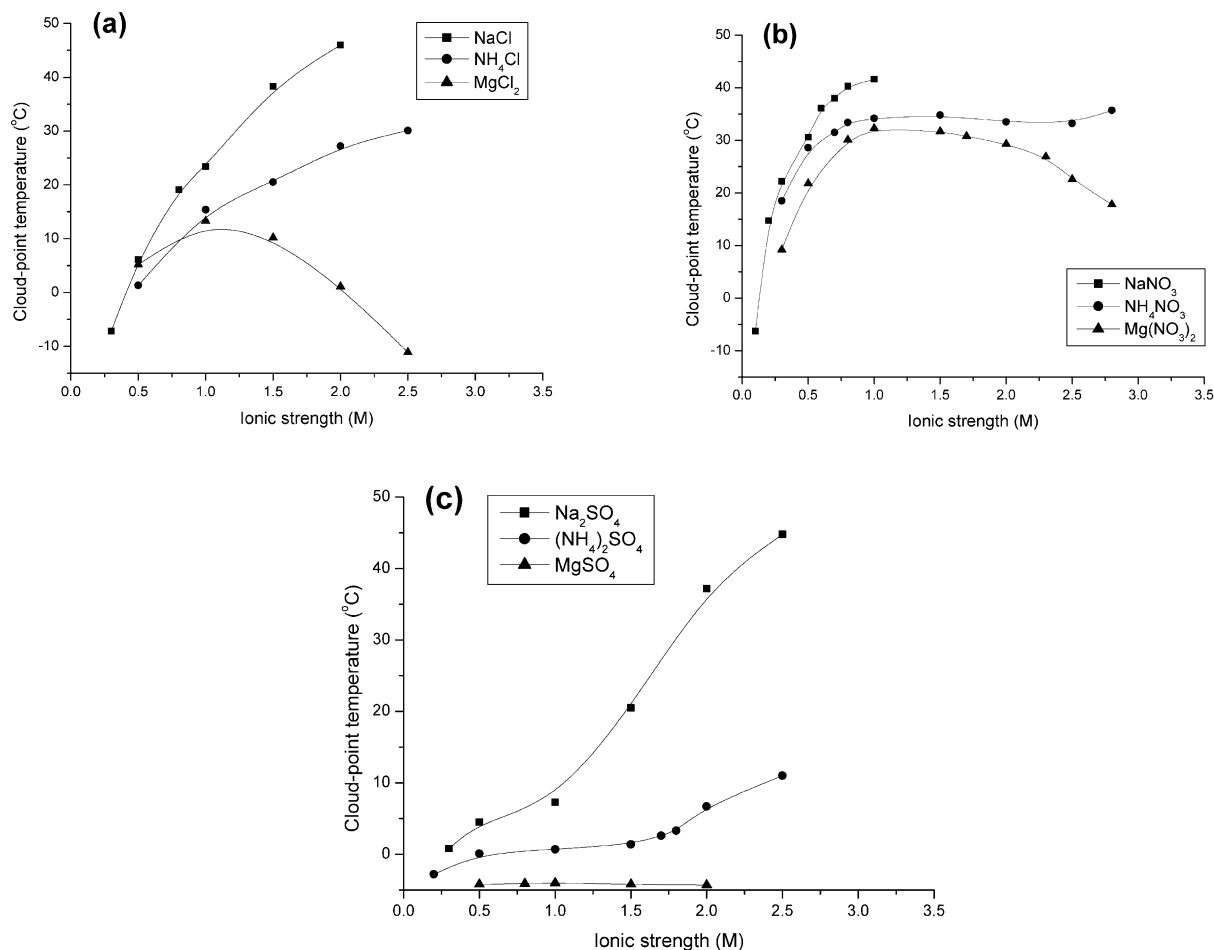 (a)
NaCl
NH₄Cl
MgCl₂
50
40
30
20
10
0
-10
Cloud-point temperature (°C)
0.0 0.5 1.0 1.5 2.0 2.5 3.0 3.5
Ionic strength (M)
(b)
50
40
30
20
10
0
-10
Cloud-point temperature (°C)
NaNO₃
NH₄NO₃
Mg(NO₃)₂
0.0 0.5 1.0 1.5 2.0 2.5 3.0 3.5
Ionic strength (M)
(c)
Na₂SO₄
(NH₄)₂SO₄
MgSO₄
50
40
30
20
10
0
Cloud-point temperature (°C)
0.0 0.5 1.0 1.5 2.0 2.5 3.0 3.5
Ionic strength (M)